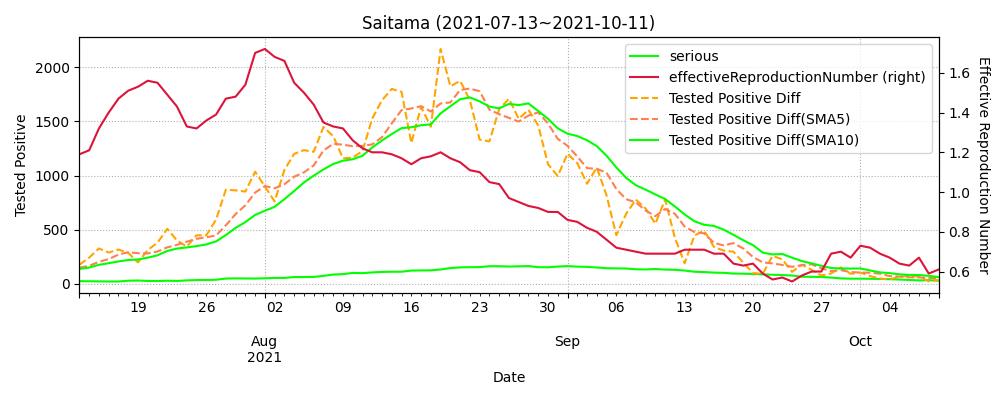 Saitama (2021-07-13~2021-10-11)
serious
effectiveReproductionNumber (right)
Tested Positive Diff
Tested Positive Diff(SMA5)
Tested Positive Diff(SMA10)
Tested Positive
2000
1500
1000
500
0
Effective Reproduction Number
1.6
1.4
1.2
1.0
0.8
0.6
19 26 02 09 16 23 30 06 13 20 27 04
Aug Sep Oct
2021
Date